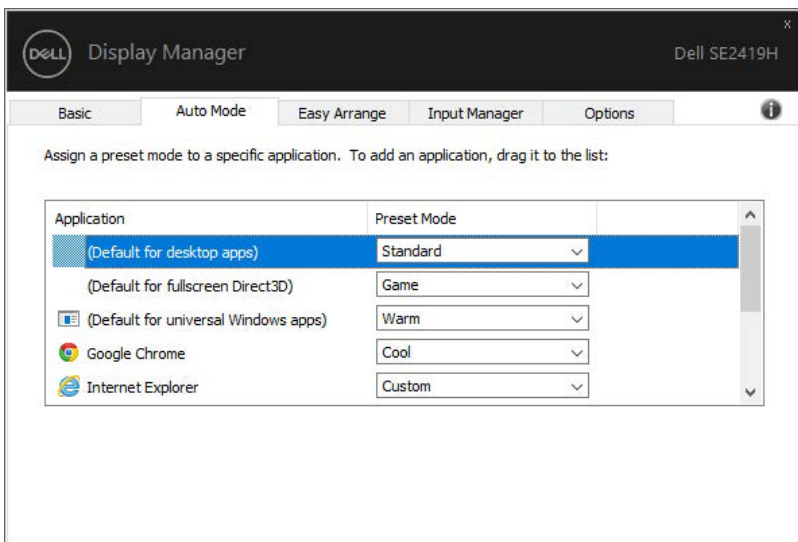 x
DELL Display Manager Dell SE2419H
Basic Auto Mode Easy Arrange Input Manager Options
Assign a preset mode to a specific application. To add an application, drag it to the list:
Application Preset Mode
(Default for desktop apps) Standard
(Default for fullscreen Direct3D) Game
(Default for universal Windows apps) Warm
Google Chrome Cool
Internet Explorer Custom